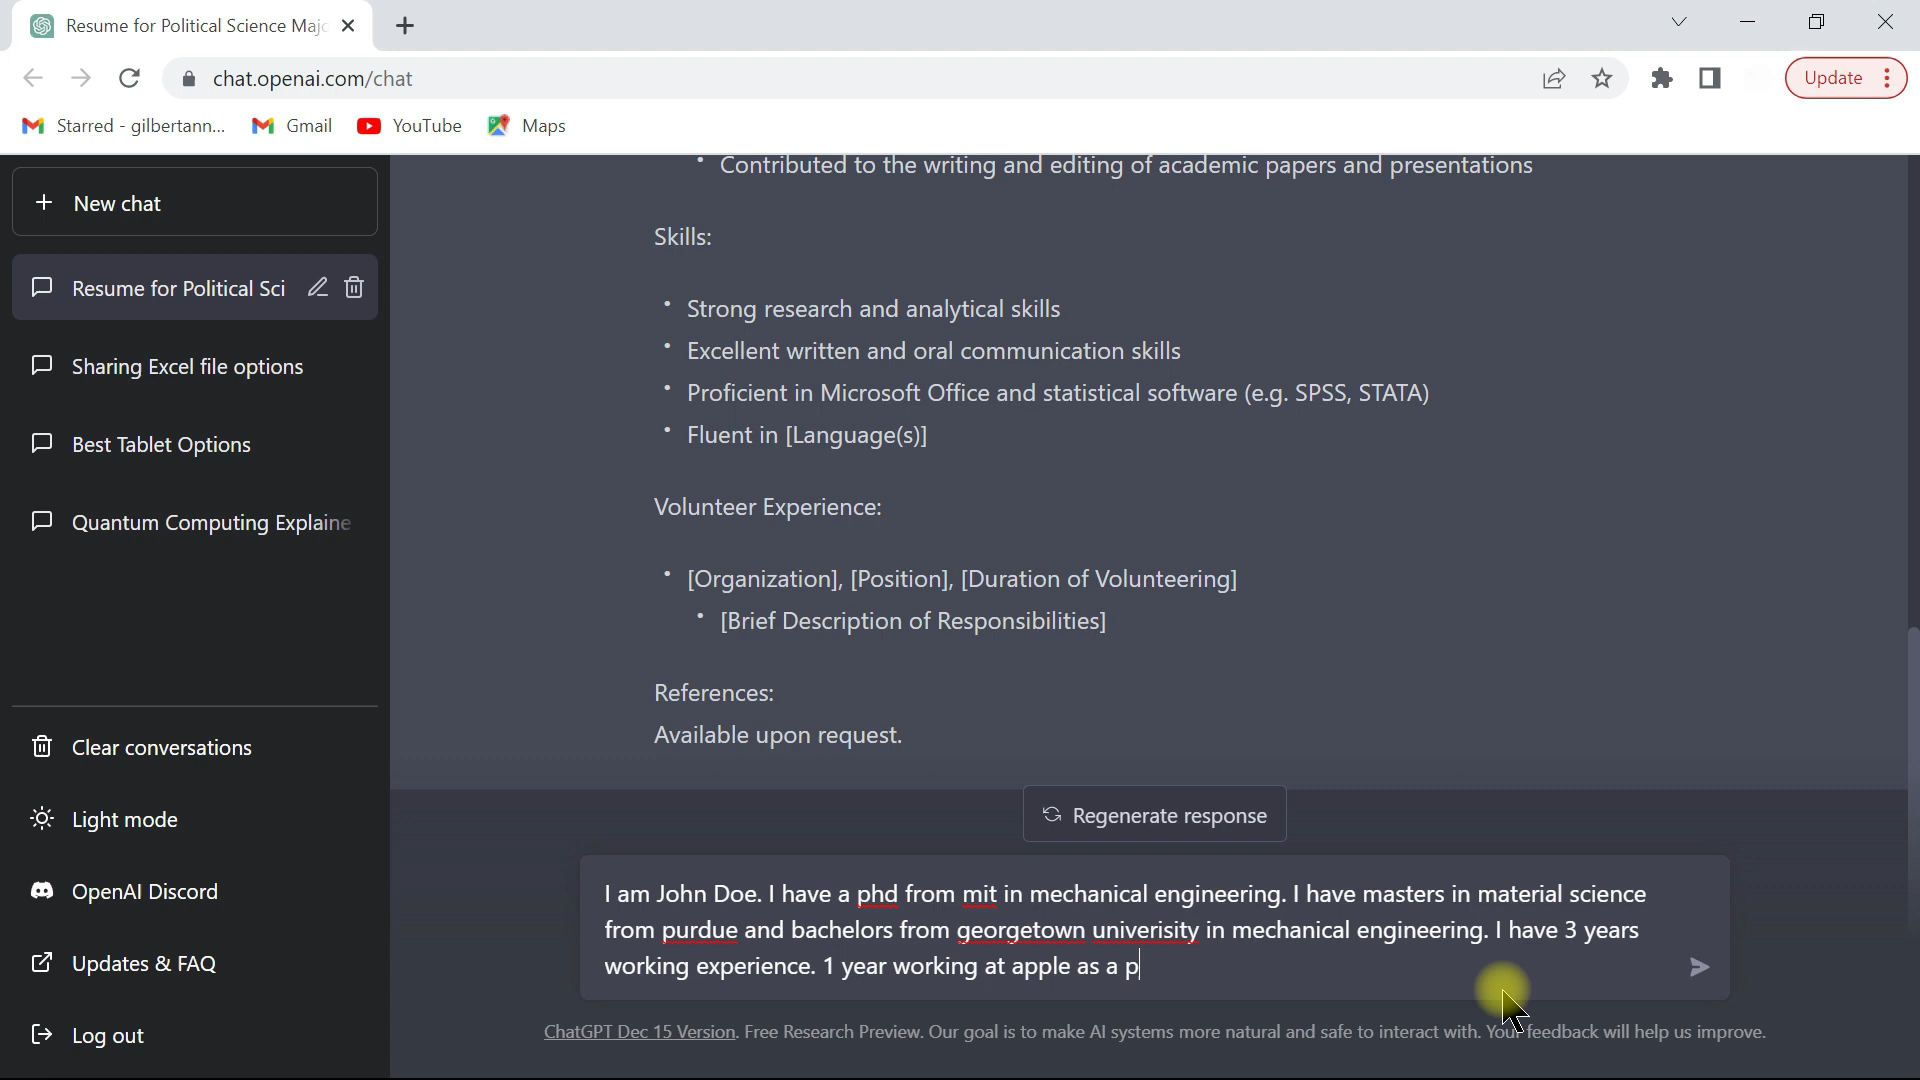 Resume for Political Science Majo
chat.openai.com/chat
Update
Starred - gilbertann...
Gmail
YouTube
Maps
New chat
Resume for Political Sci
Sharing Excel file options
Best Tablet Options
Quantum Computing Explaine
Clear conversations
Light mode
OpenAI Discord
Updates & FAQ
Log out
• Contributed to the writing and editing of academic papers and presentations
Skills:
• Strong research and analytical skills
• Excellent written and oral communication skills
• Proficient in Microsoft Office and statistical software (e.g. SPSS, STATA)
• Fluent in [Language(s)]
Volunteer Experience:
• [Organization], [Position], [Duration of Volunteering]
• [Brief Description of Responsibilities]
References:
Available upon request.
Regenerate response
I am John Doe. I have a phd from mit in mechanical engineering. I have masters in material science
from purdue and bachelors from georgetown univerisity in mechanical engineering. I have 3 years
working experience. 1 year working at apple as a p
ChatGPT Dec 15 Version. Free Research Preview. Our goal is to make AI systems more natural and safe to interact with. Your feedback will help us improve.